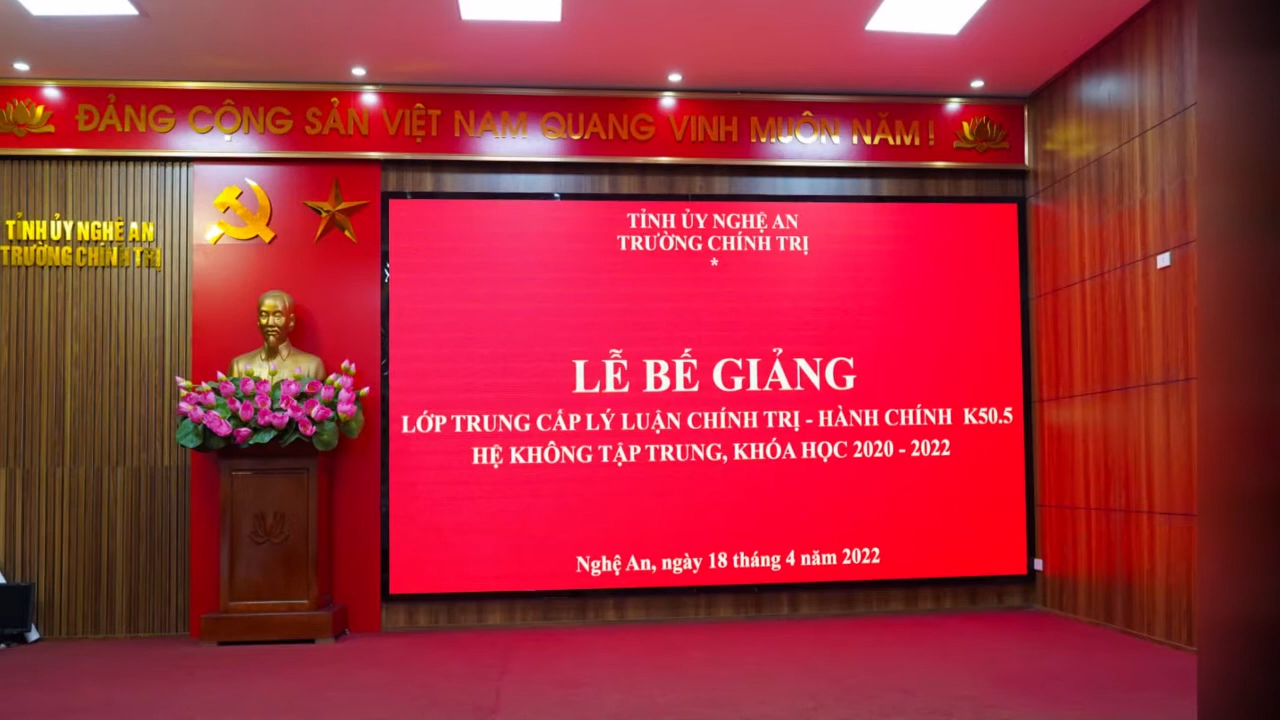 ĐẢNG CỘNG SẢN VIỆT NAM QUANG VINH MUÔN NĂM !
TỈNH ỦY NGHỆ AN
TRƯỜNG CHÍNH TRỊ
TỈNH ỦY NGHỆ AN
TRƯỜNG CHÍNH TRỊ
*
LỄ BẾ GIẢNG
LỚP TRUNG CẤP LÝ LUẬN CHÍNH TRỊ - HÀNH CHÍNH K50.5
HỆ KHÔNG TẬP TRUNG, KHÓA HỌC 2020 - 2022
Nghệ An, ngày 18 tháng 4 năm 2022